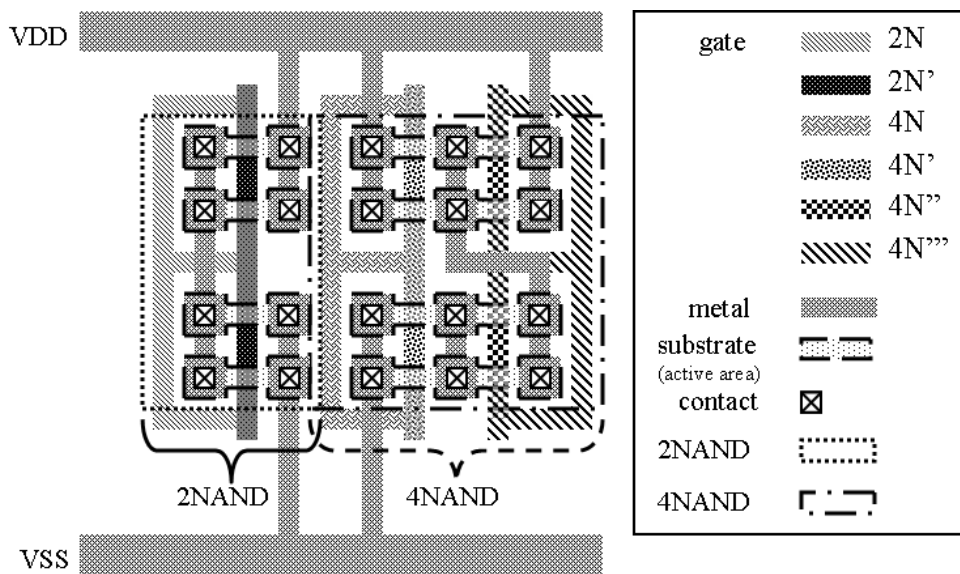 VDD
2NAND
4NAND
VSS
gate
2N
2N'
4N
4N'
4N''
4N'''
metal
substrate
(active area)
contact
2NAND
4NAND